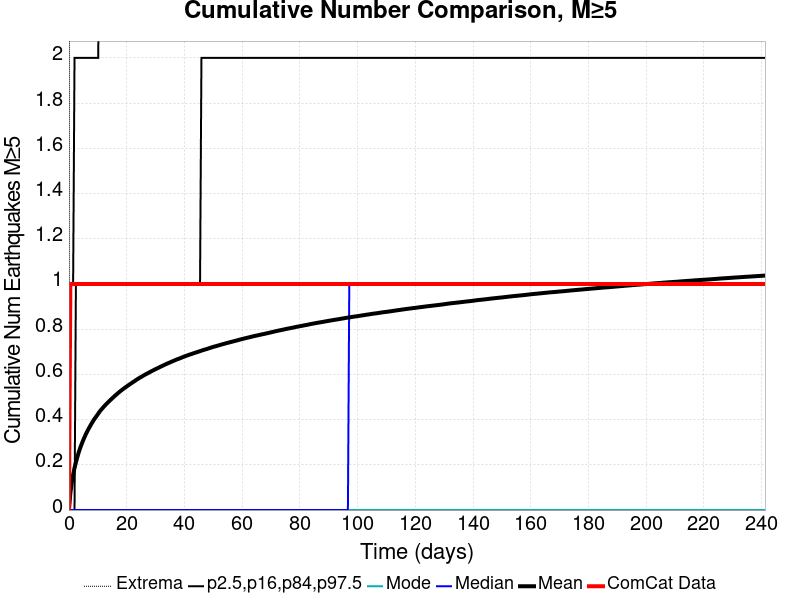 Cumulative Number Comparison, M≥5
Cumulative Num Earthquakes M≥5
2
1.8
1.6
1.4
1.2
1
0.8
0.6
0.4
0.2
0
0 20 40 60 80 100 120 140 160 180 200 220 240
Time (days)
Extrema p2.5,p16,p84,p97.5 Mode Median Mean ComCat Data